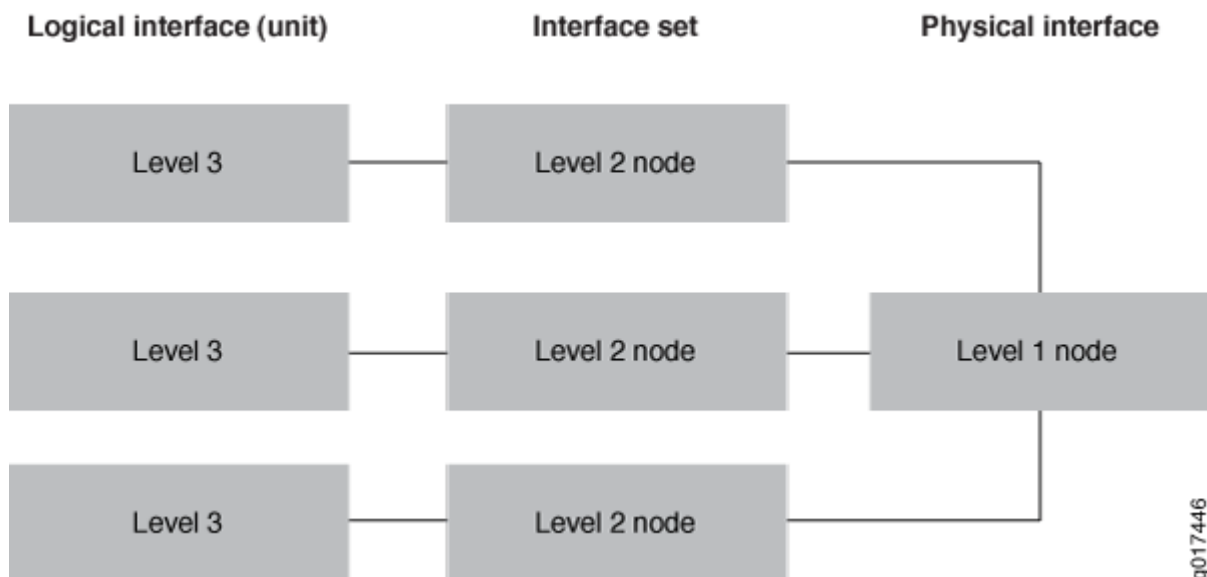 Logical interface (unit) Interface set Physical interface
Level 3 Level 2 node
Level 3 Level 2 node Level 1 node
Level 3 Level 2 node
g017446